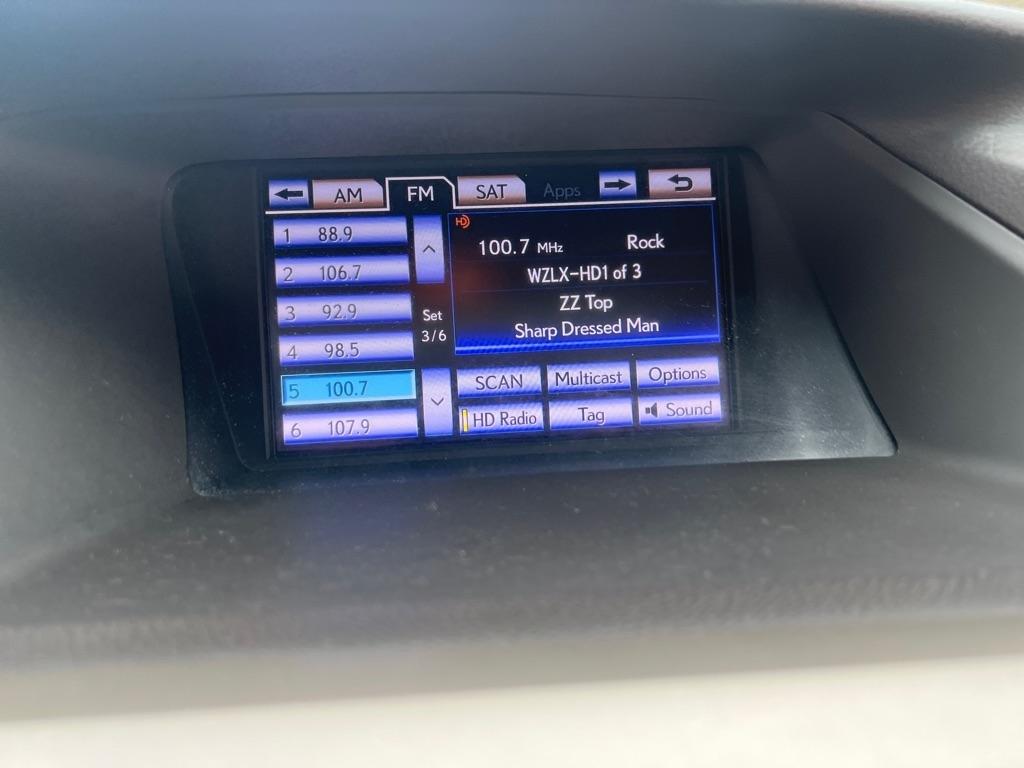 AM FM SAT Apps
1 88.9
2 106.7
3 92.9
4 98.5
5 100.7
6 107.9
Set
3/6
HD
100.7 MHz Rock
WZLX-HD1 of 3
ZZ Top
Sharp Dressed Man
SCAN Multicast Options
HD Radio Tag Sound